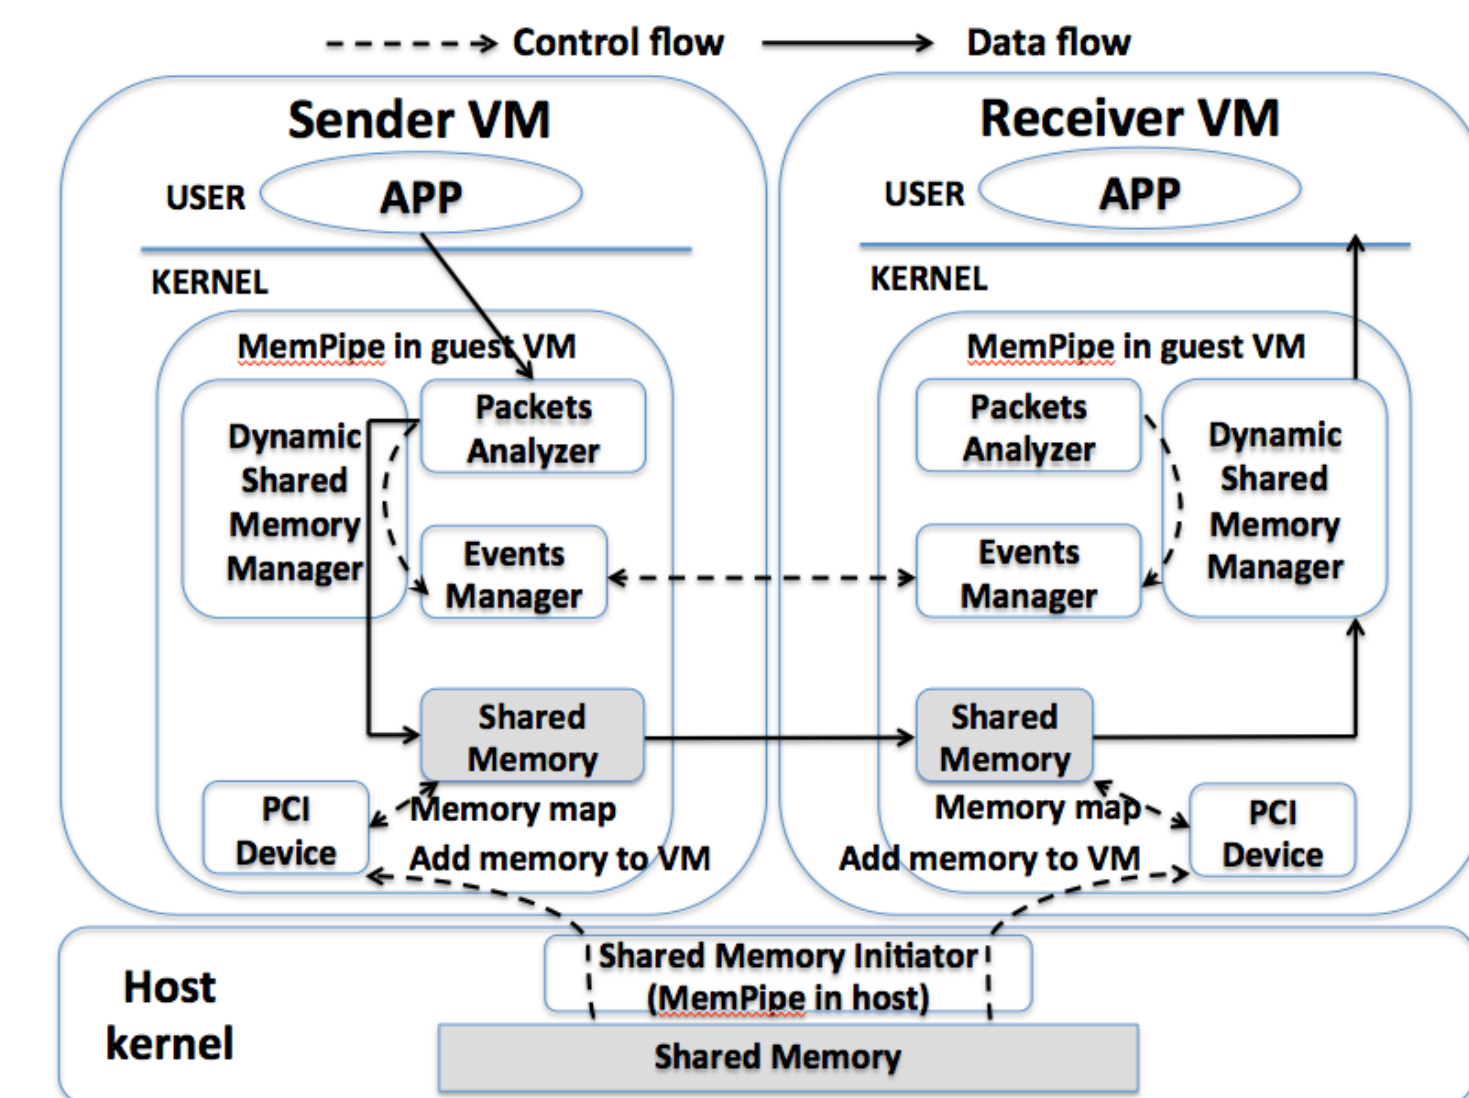 Control flow
Data flow
Sender VM
USER
APP
KERNEL
MemPipe in guest VM
Dynamic
Shared
Memory
Manager
Packets
Analyzer
Events
Manager
Shared
Memory
PCI
Device
Memory map
Add memory to VM
Receiver VM
USER
APP
KERNEL
MemPipe in guest VM
Packets
Analyzer
Dynamic
Shared
Memory
Manager
Events
Manager
Shared
Memory
Memory map
PCI
Device
Add memory to VM
Host
kernel
Shared Memory Initiator
(MemPipe in host)
Shared Memory